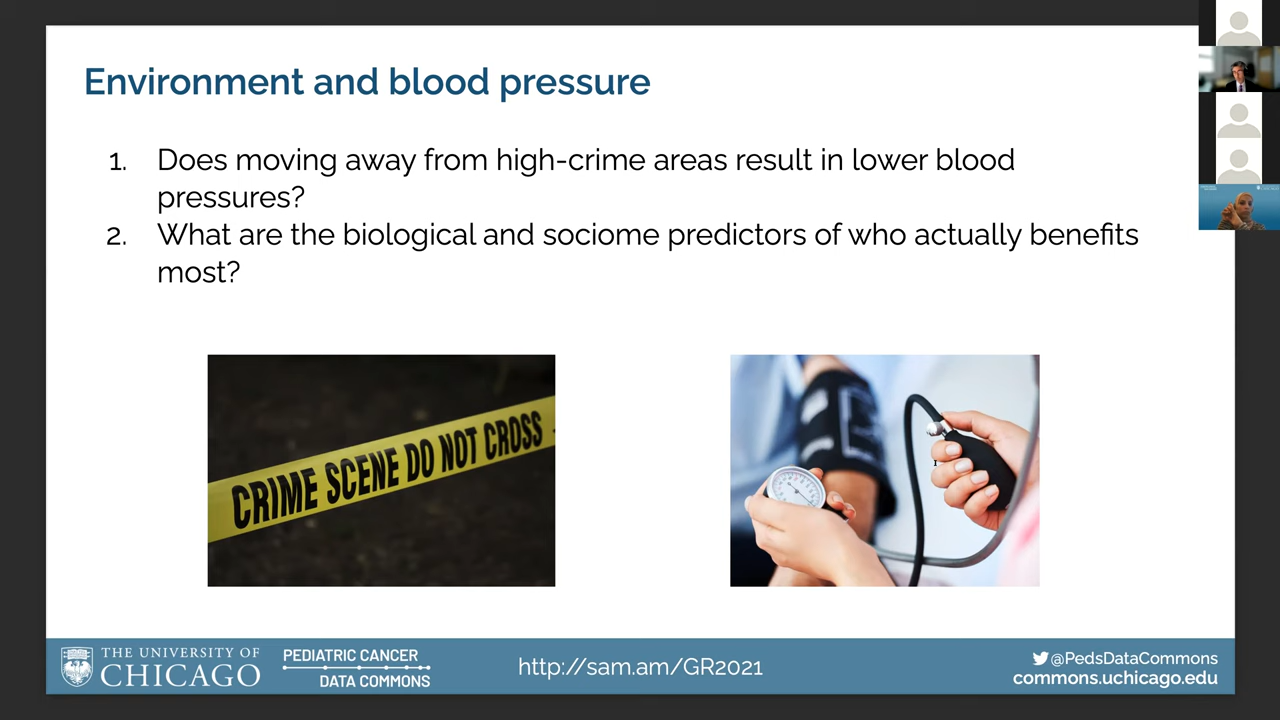 Environment and blood pressure
1. Does moving away from high-crime areas result in lower blood
pressures?
2. What are the biological and sociome predictors of who actually benefits
most?
CRIME SCENE DO NOT CROSS
THE UNIVERSITY OF
CHICAGO
PEDIATRIC CANCER
DATA COMMONS
http://sam.am/GR2021
@PedsDataCommons
commons.uchicago.edu